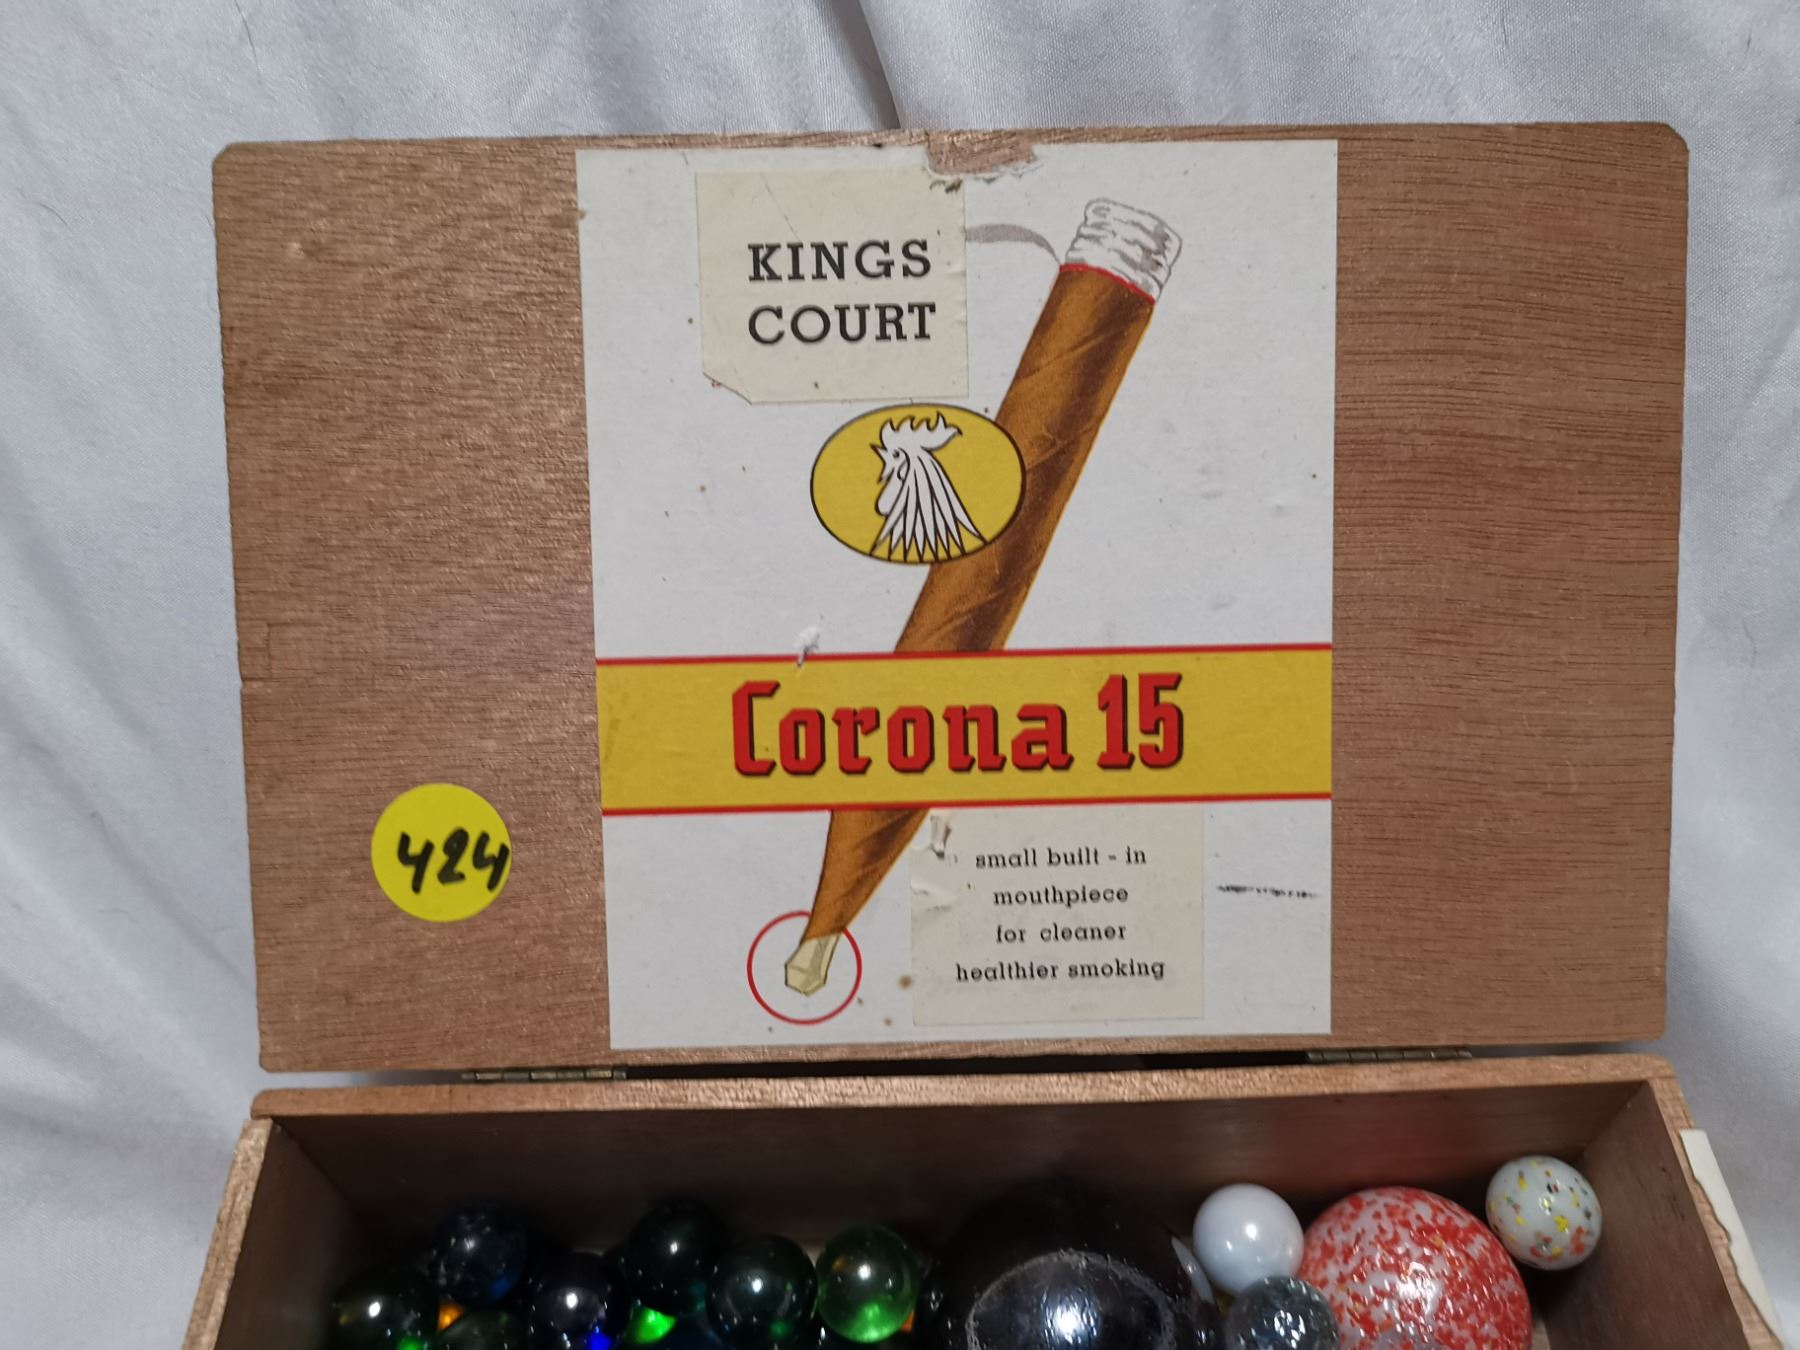 KINGS
COURT
Corona 15
424
small built - in
mouthpiece
for cleaner
healthier smoking